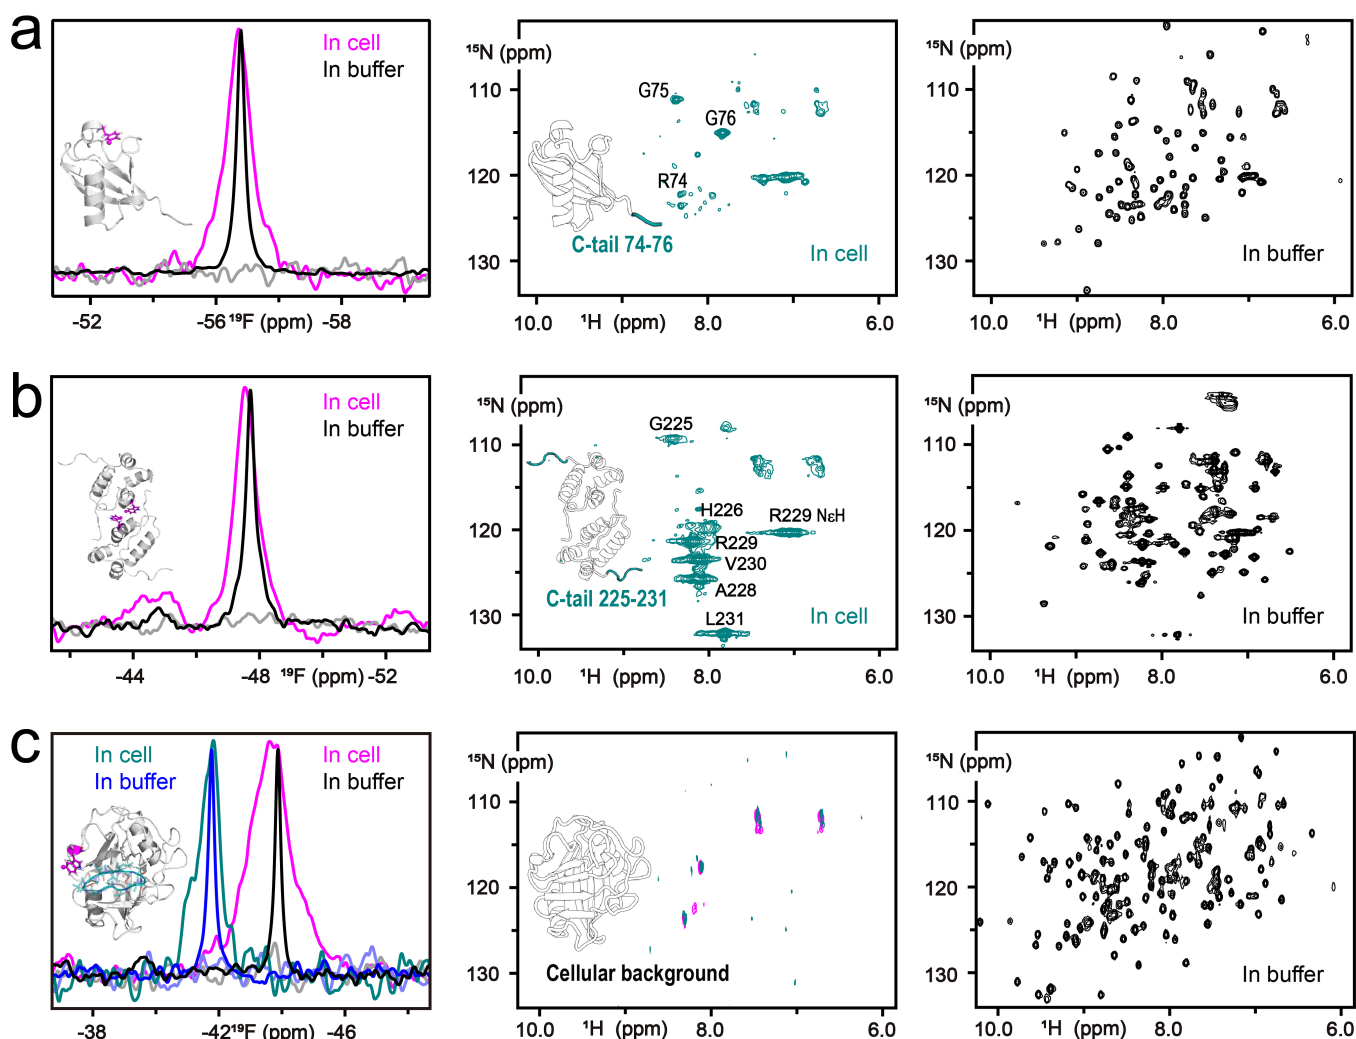 a
In cell
In buffer
-52
-56
¹⁹F (ppm)
-58
¹⁵N (ppm)
110
120
130
G75
G76
R74
C-tail 74-76
In cell
10.0
¹H (ppm)
8.0
6.0
¹⁵N (ppm)
110
120
130
In buffer
10.0
¹H (ppm)
8.0
6.0
b
In cell
In buffer
-44
-48
¹⁹F (ppm)
-52
¹⁵N (ppm)
110
120
130
G225
H226
R229 NεH
R229
V230
A228
C-tail 225-231
L231
In cell
10.0
¹H (ppm)
8.0
6.0
¹⁵N (ppm)
110
120
130
In buffer
10.0
¹H (ppm)
8.0
6.0
c
In cell
In buffer
In cell
In buffer
-38
-42
¹⁹F (ppm)
-46
¹⁵N (ppm)
110
120
130
Cellular background
10.0
¹H (ppm)
8.0
6.0
¹⁵N (ppm)
110
120
130
In buffer
10.0
¹H (ppm)
8.0
6.0